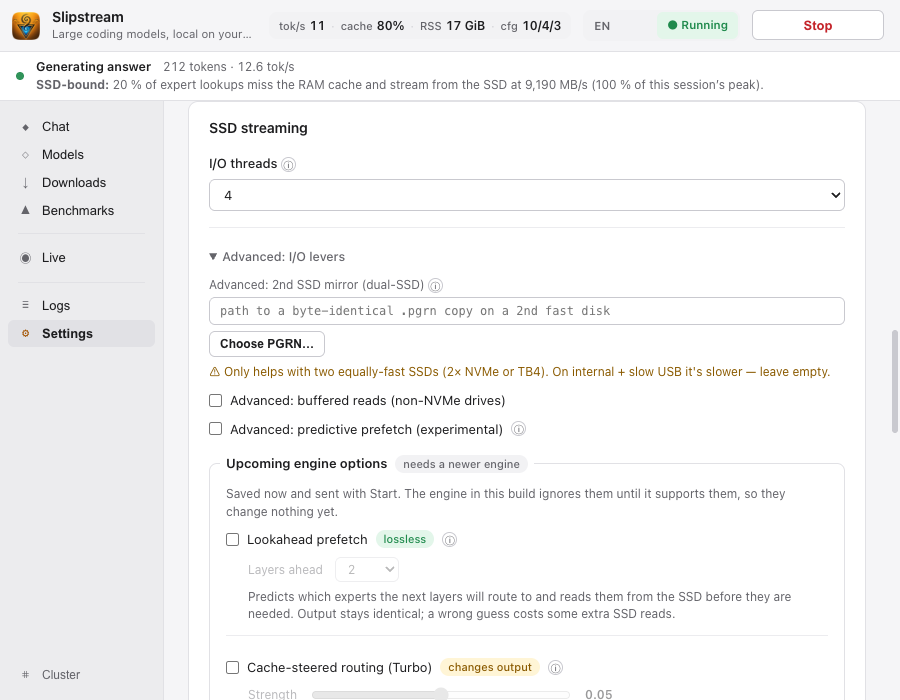 Slipstream
Large coding models, local on your…
tok/s 11 · cache 80% · RSS 17 GiB · cfg 10/4/3
EN
Running
Stop
Generating answer 212 tokens · 12.6 tok/s
SSD-bound: 20 % of expert lookups miss the RAM cache and stream from the SSD at 9,190 MB/s (100 % of this session's peak).
Chat
Models
Downloads
Benchmarks
Live
Logs
Settings
Cluster
SSD streaming
I/O threads
4
Advanced: I/O levers
Advanced: 2nd SSD mirror (dual-SSD)
path to a byte-identical .pgrn copy on a 2nd fast disk
Choose PGRN…
⚠ Only helps with two equally-fast SSDs (2× NVMe or TB4). On internal + slow USB it's slower — leave empty.
Advanced: buffered reads (non-NVMe drives)
Advanced: predictive prefetch (experimental)
Upcoming engine options needs a newer engine
Saved now and sent with Start. The engine in this build ignores them until it supports them, so they
change nothing yet.
Lookahead prefetch lossless
Layers ahead 2
Predicts which experts the next layers will route to and reads them from the SSD before they are
needed. Output stays identical; a wrong guess costs some extra SSD reads.
Cache-steered routing (Turbo) changes output
Strength 0.05